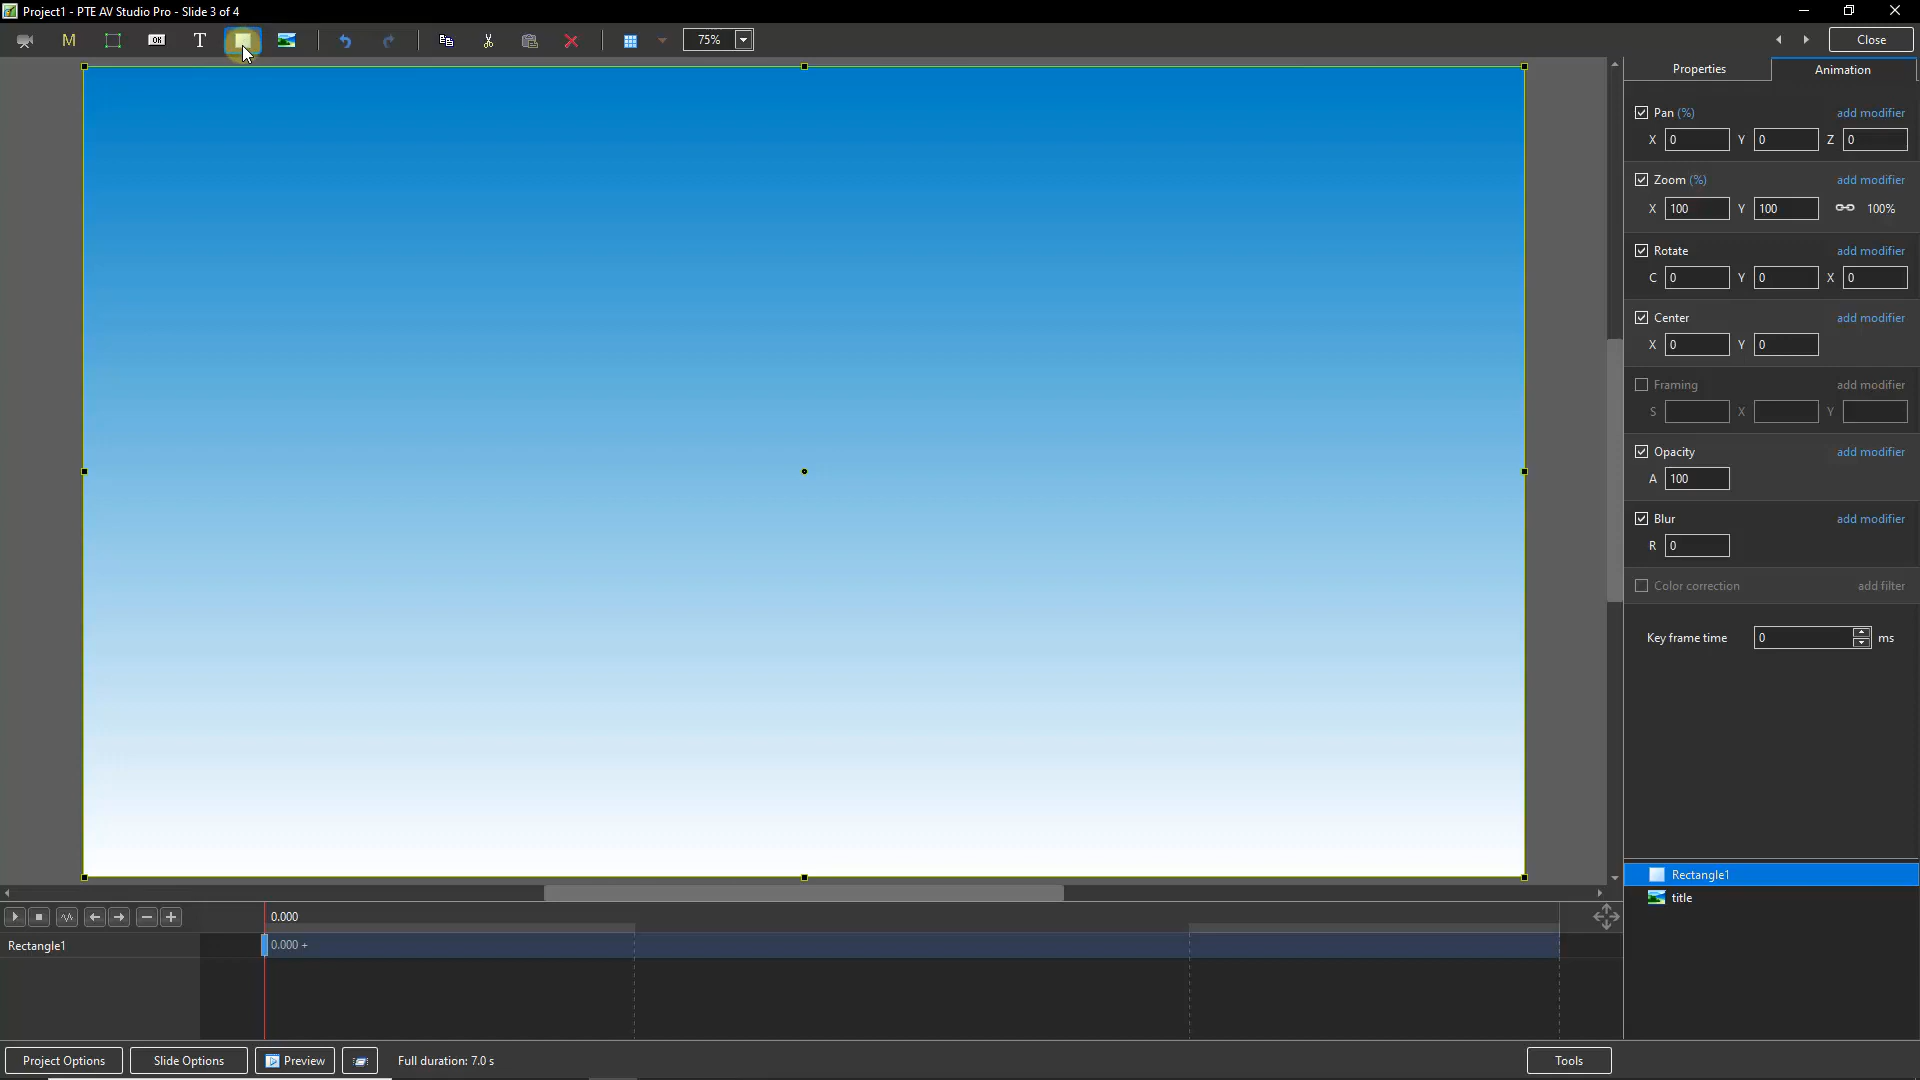 Project1 - PTE AV Studio Pro - Slide 3 of 4
M OK T 75% Close
Properties Animation
Pan (%) add modifier
X 0 Y 0 Z 0
Zoom (%) add modifier
X 100 Y 100 100%
Rotate add modifier
C 0 Y 0 X 0
Center add modifier
X 0 Y 0
Framing add modifier
S X Y
Opacity add modifier
A 100
Blur add modifier
R 0
Color correction add filter
Key frame time 0 ms
Rectangle1
title
0.000
Rectangle1 0.000 +
Project Options Slide Options Preview Full duration: 7.0 s Tools